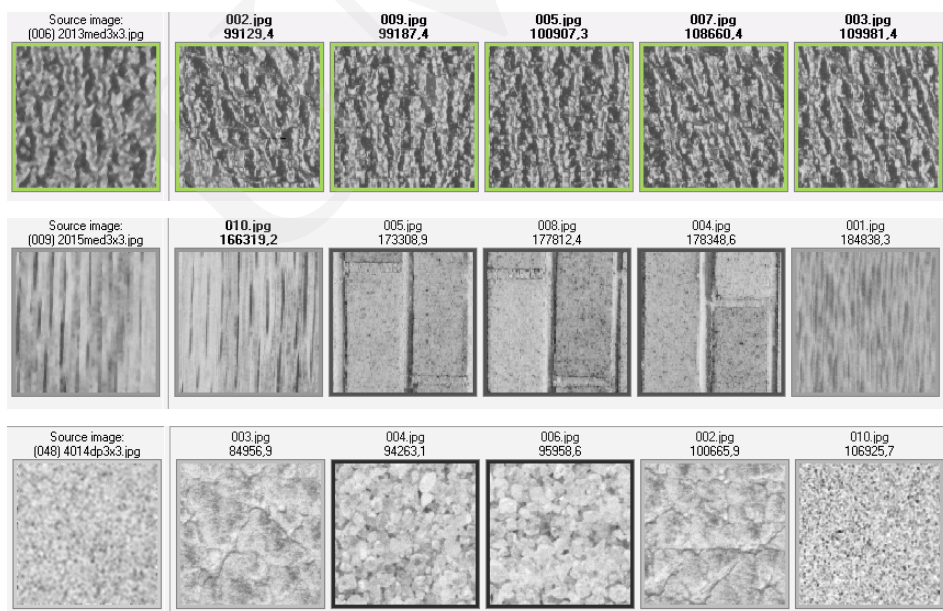 Source image: 002.jpg 009.jpg 005.jpg 007.jpg 003.jpg
(006) 2013med3x3.jpg 99129,4 99187,4 100907,3 108660,4 109981,4
Source image: 010.jpg 005.jpg 008.jpg 004.jpg 001.jpg
(009) 2015med3x3.jpg 166319,2 173308,9 177812,4 178348,6 184838,3
Source image: 003.jpg 004.jpg 006.jpg 002.jpg 010.jpg
(048) 4014dp3x3.jpg 84956,9 94263,1 95958,6 100665,9 106925,7